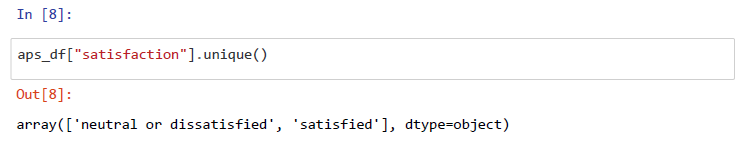 In [8]:
aps_df["satisfaction"].unique()
Out[8]:
array(['neutral or dissatisfied', 'satisfied'], dtype=object)